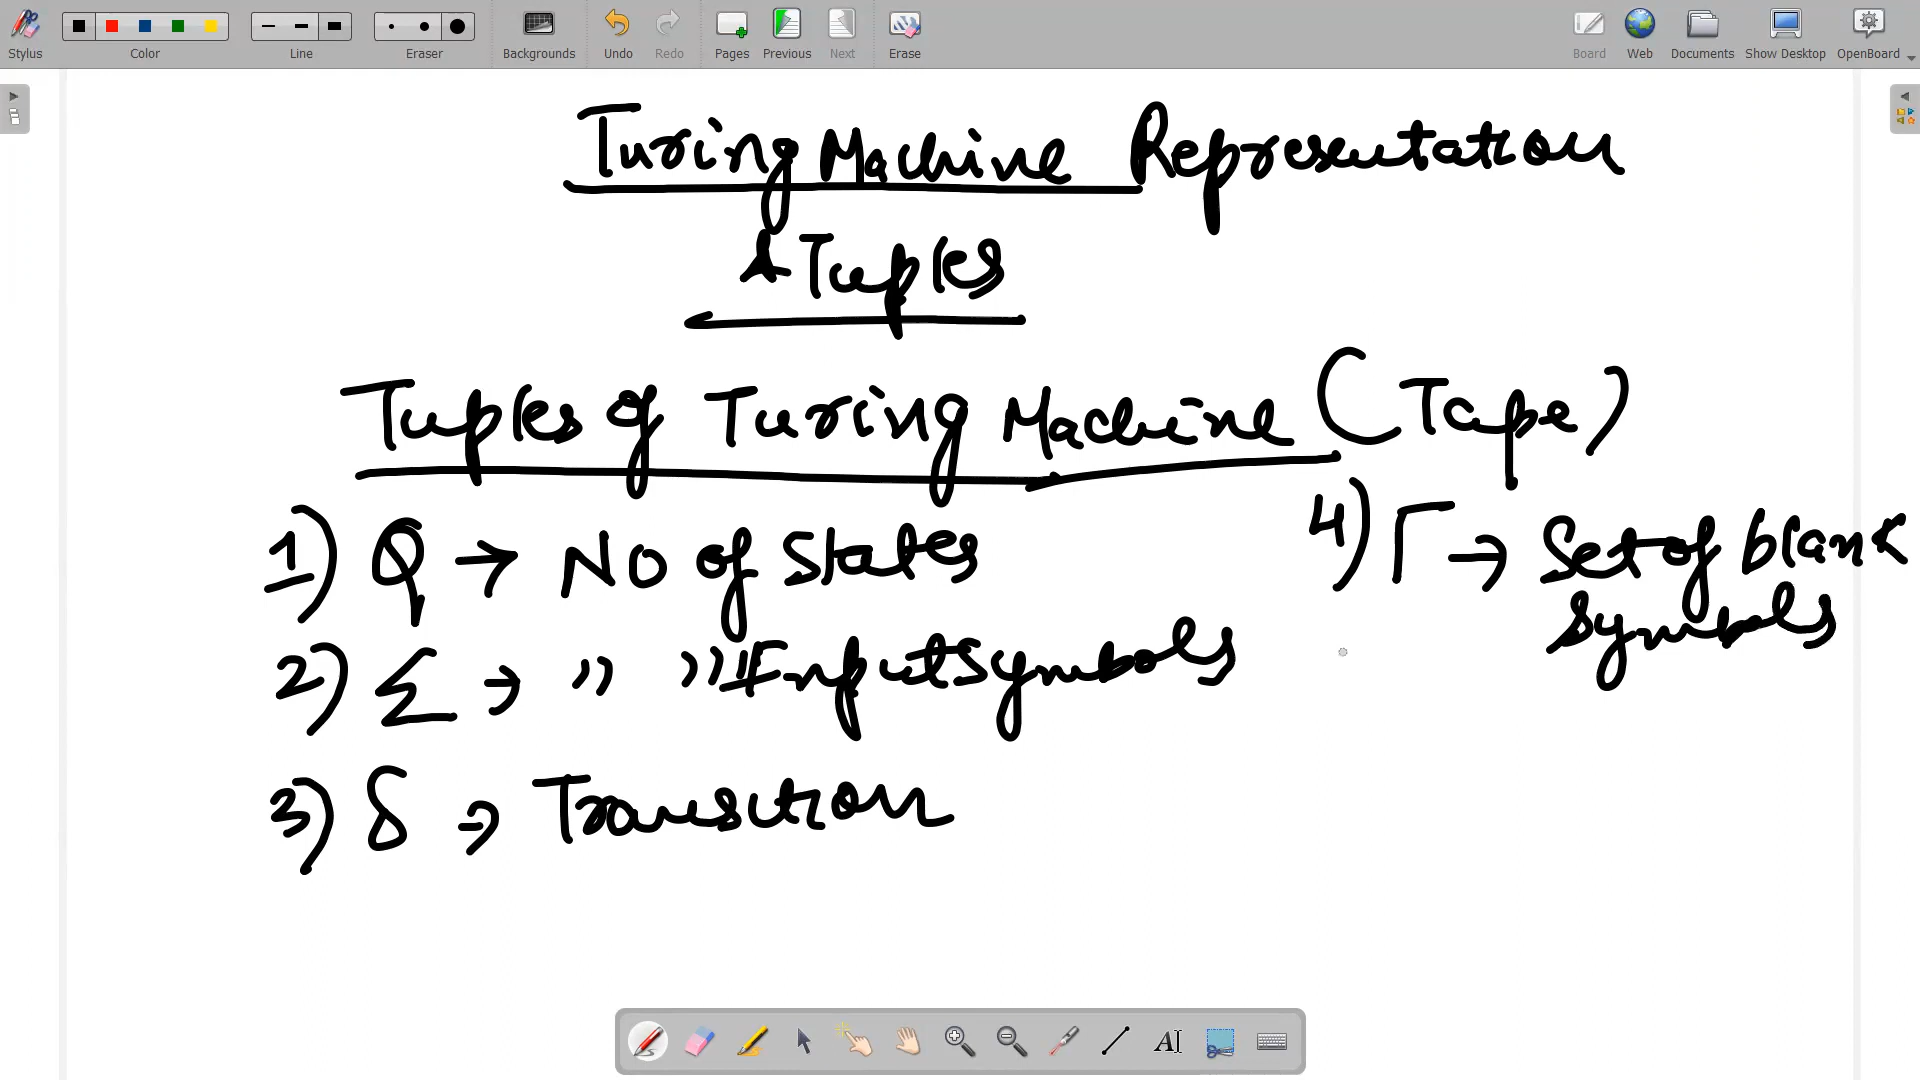 Stylus
Color
Line
Eraser
Backgrounds
Undo
Redo
Pages
Previous
Next
Erase
Board
Web
Documents
Show Desktop
OpenBoard
Turing Machine Representation
Tuples
Tuples of Turing Machine (Tape)
1) Q → No of States
2) Σ → " " Input Symbols
3) δ → Transition
4) Γ → Set of blank
Symbols